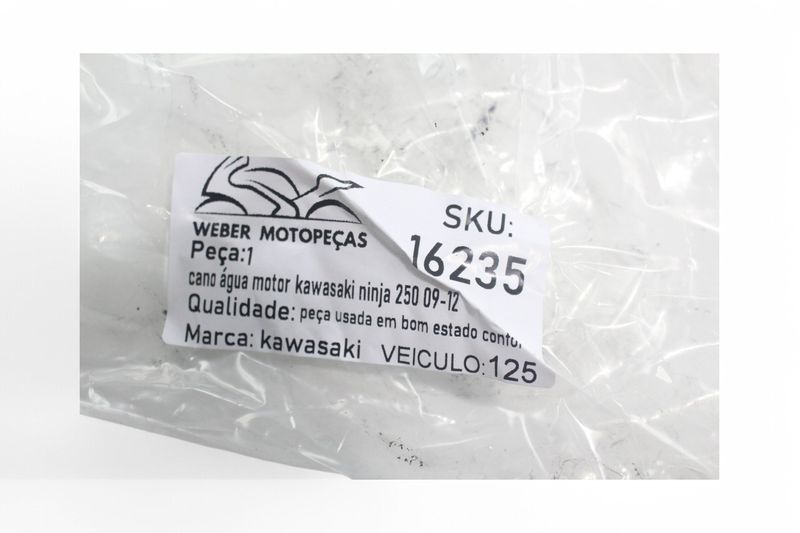 WEBER MOTOPEÇAS
SKU:
16235
Peça:1
cano água motor kawasaki ninja 250 09-12
Qualidade: peça usada em bom estado
Marca: kawasaki VEICULO:125